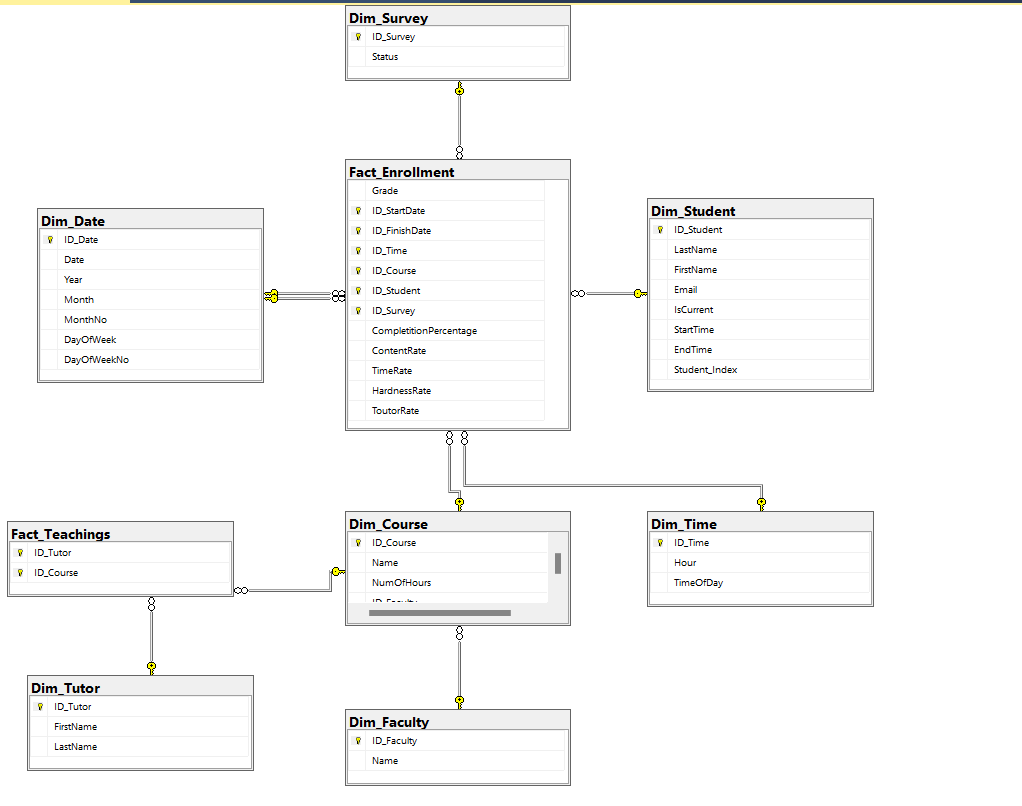 Dim_Survey
ID_Survey
Status
Fact_Enrollment
Grade
ID_StartDate
ID_FinishDate
ID_Time
ID_Course
ID_Student
ID_Survey
CompletitionPercentage
ContentRate
TimeRate
HardnessRate
ToutorRate
Dim_Date
ID_Date
Date
Year
Month
MonthNo
DayOfWeek
DayOfWeekNo
Dim_Student
ID_Student
LastName
FirstName
Email
IsCurrent
StartTime
EndTime
Student_Index
Fact_Teachings
ID_Tutor
ID_Course
Dim_Course
ID_Course
Name
NumOfHours
ID_Faculty
Dim_Time
ID_Time
Hour
TimeOfDay
Dim_Tutor
ID_Tutor
FirstName
LastName
Dim_Faculty
ID_Faculty
Name